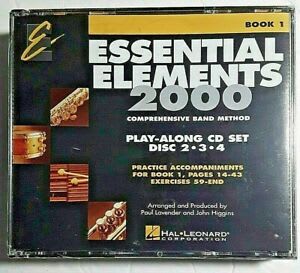 BOOK 1
E
ESSENTIAL
ELEMENTS
2000
COMPREHENSIVE BAND METHOD
PLAY-ALONG CD SET
DISC 2•3•4
PRACTICE ACCOMPANIMENTS
FOR BOOK 1, PAGES 14-43
EXERCISES 59-END
Arranged and Produced by
Paul Lavender and John Higgins
HAL•LEONARD
CORPORATION